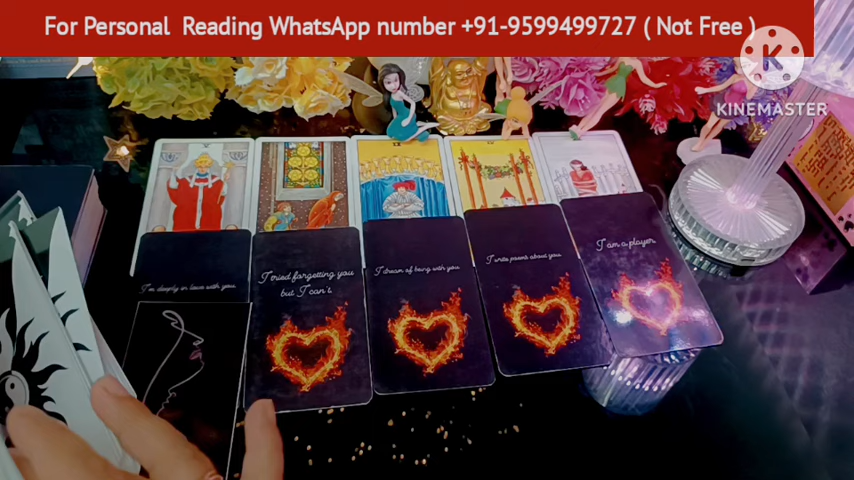 For Personal Reading WhatsApp number +91-9599499727 ( Not Free )
KINEMASTER
I am deeply in love with you.
I tried forgetting you
but I can't.
I dream of being with you.
I write poems about you.
I am a player.